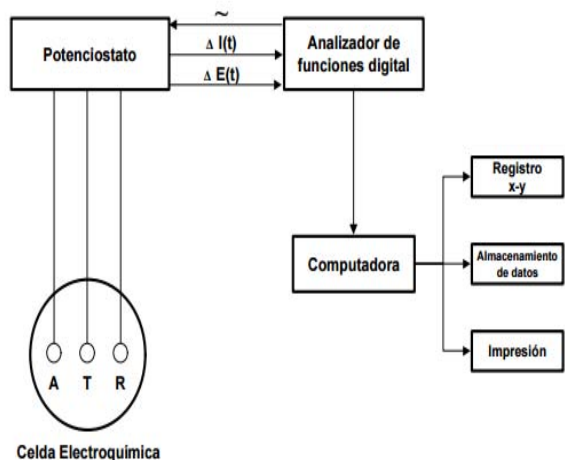 ~
Potenciostato
Δ I(t)
Δ E(t)
Analizador de
funciones digital
Registro
x-y
Computadora
Almacenamiento
de datos
Impresión
A T R
Celda Electroquímica